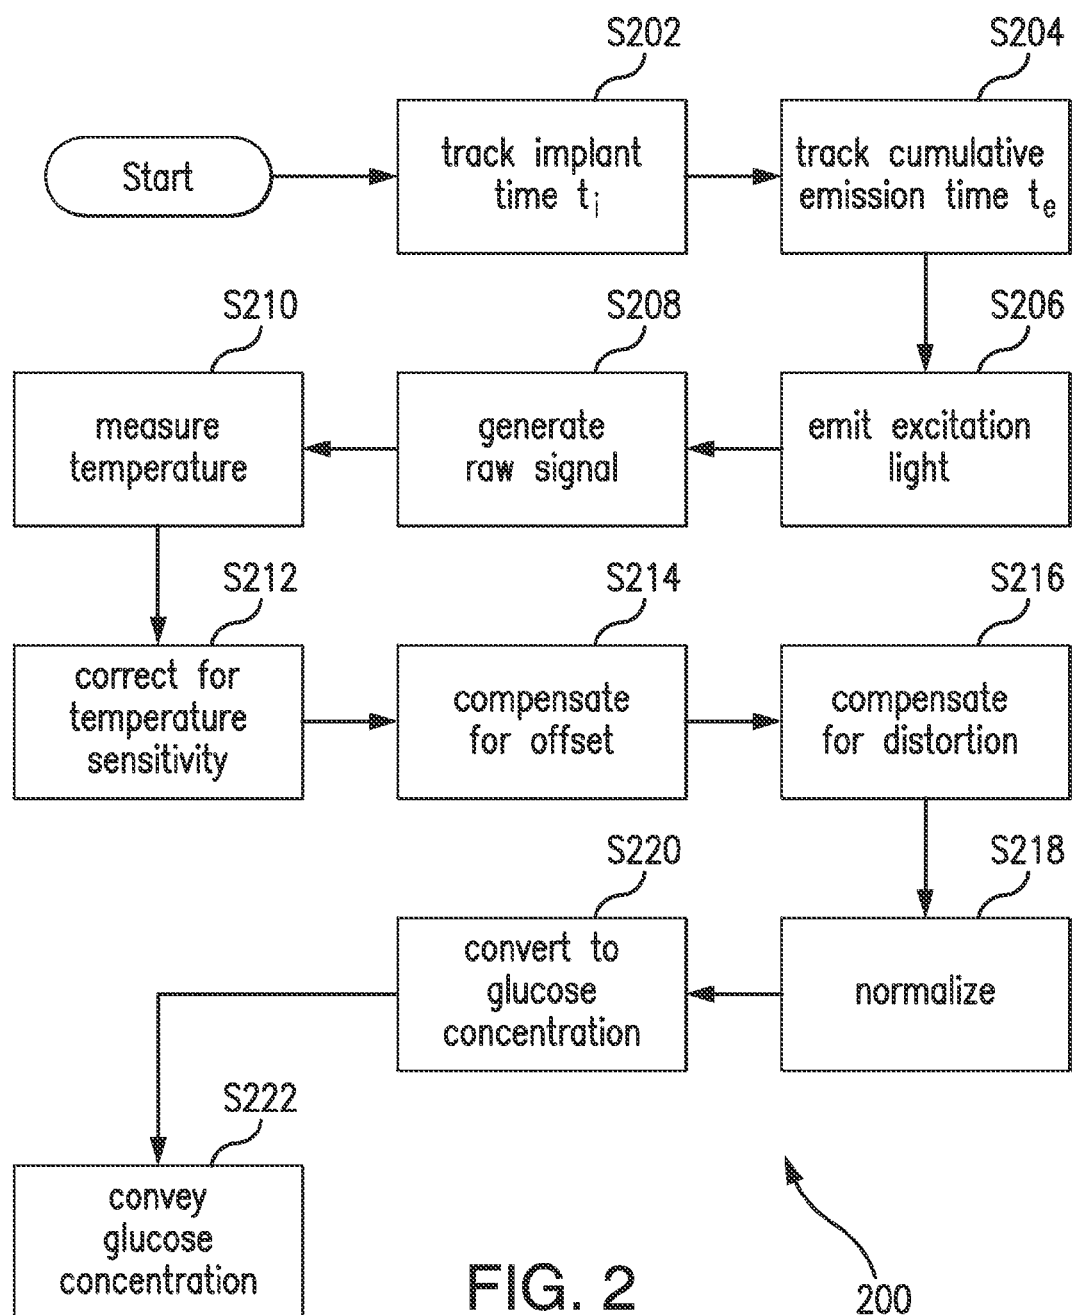 S202
S204
Start
track implant
time tᵢ
track cumulative
emission time tₑ
S210
S208
S206
measure
temperature
generate
raw signal
emit excitation
light
S212
S214
S216
correct for
temperature
sensitivity
compensate
for offset
compensate
for distortion
S220
S218
convert to
glucose
concentration
normalize
S222
convey
glucose
concentration
FIG. 2
200